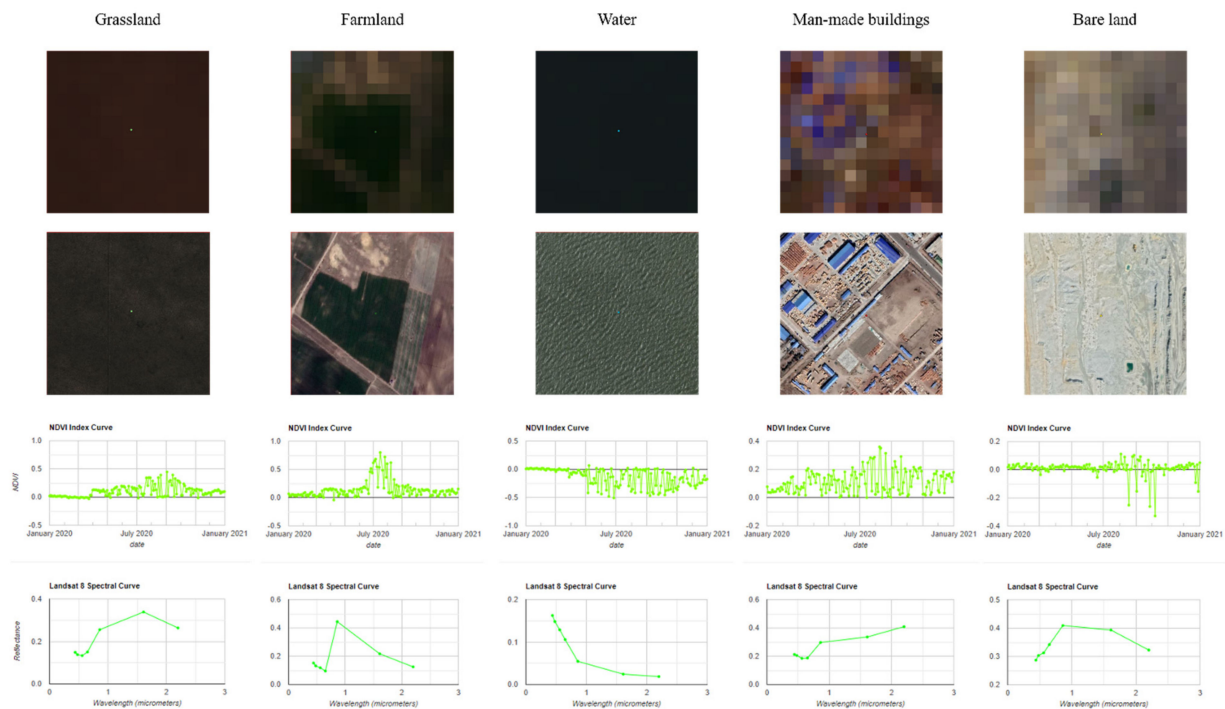 Grassland Farmland Water Man-made buildings Bare land
NDVI Index Curve NDVI Index Curve NDVI Index Curve NDVI Index Curve NDVI Index Curve
1.0 1.0 0.5 0.4 0.2
0.5 0.5 0.0 0.2 0.0
NDVI
0.0 0.0 -0.5 0.0 -0.2
-0.5 -0.5 -1.0 0.2 -0.4
January 2020 July 2020 January 2021 January 2020 July 2020 January 2021 January 2020 July 2020 January 2021 January 2020 July 2020 January 2021 January 2020 July 2020 January 2021
date date date date date
Landsat 8 Spectral Curve Landsat 8 Spectral Curve Landsat 8 Spectral Curve Landsat 8 Spectral Curve Landsat 8 Spectral Curve
0.4 0.6 0.2 0.6 0.5
0.4 0.4 0.4
Reflectance
0.2 0.1
0.2 0.2 0.3
0.0 0.0 0.0 0.0 0.2
0 1 2 3 0 1 2 3 0 1 2 3 0 1 2 3 0 1 2 3
Wavelength (micrometers) Wavelength (micrometers) Wavelength (micrometers) Wavelength (micrometers) Wavelength (micrometers)